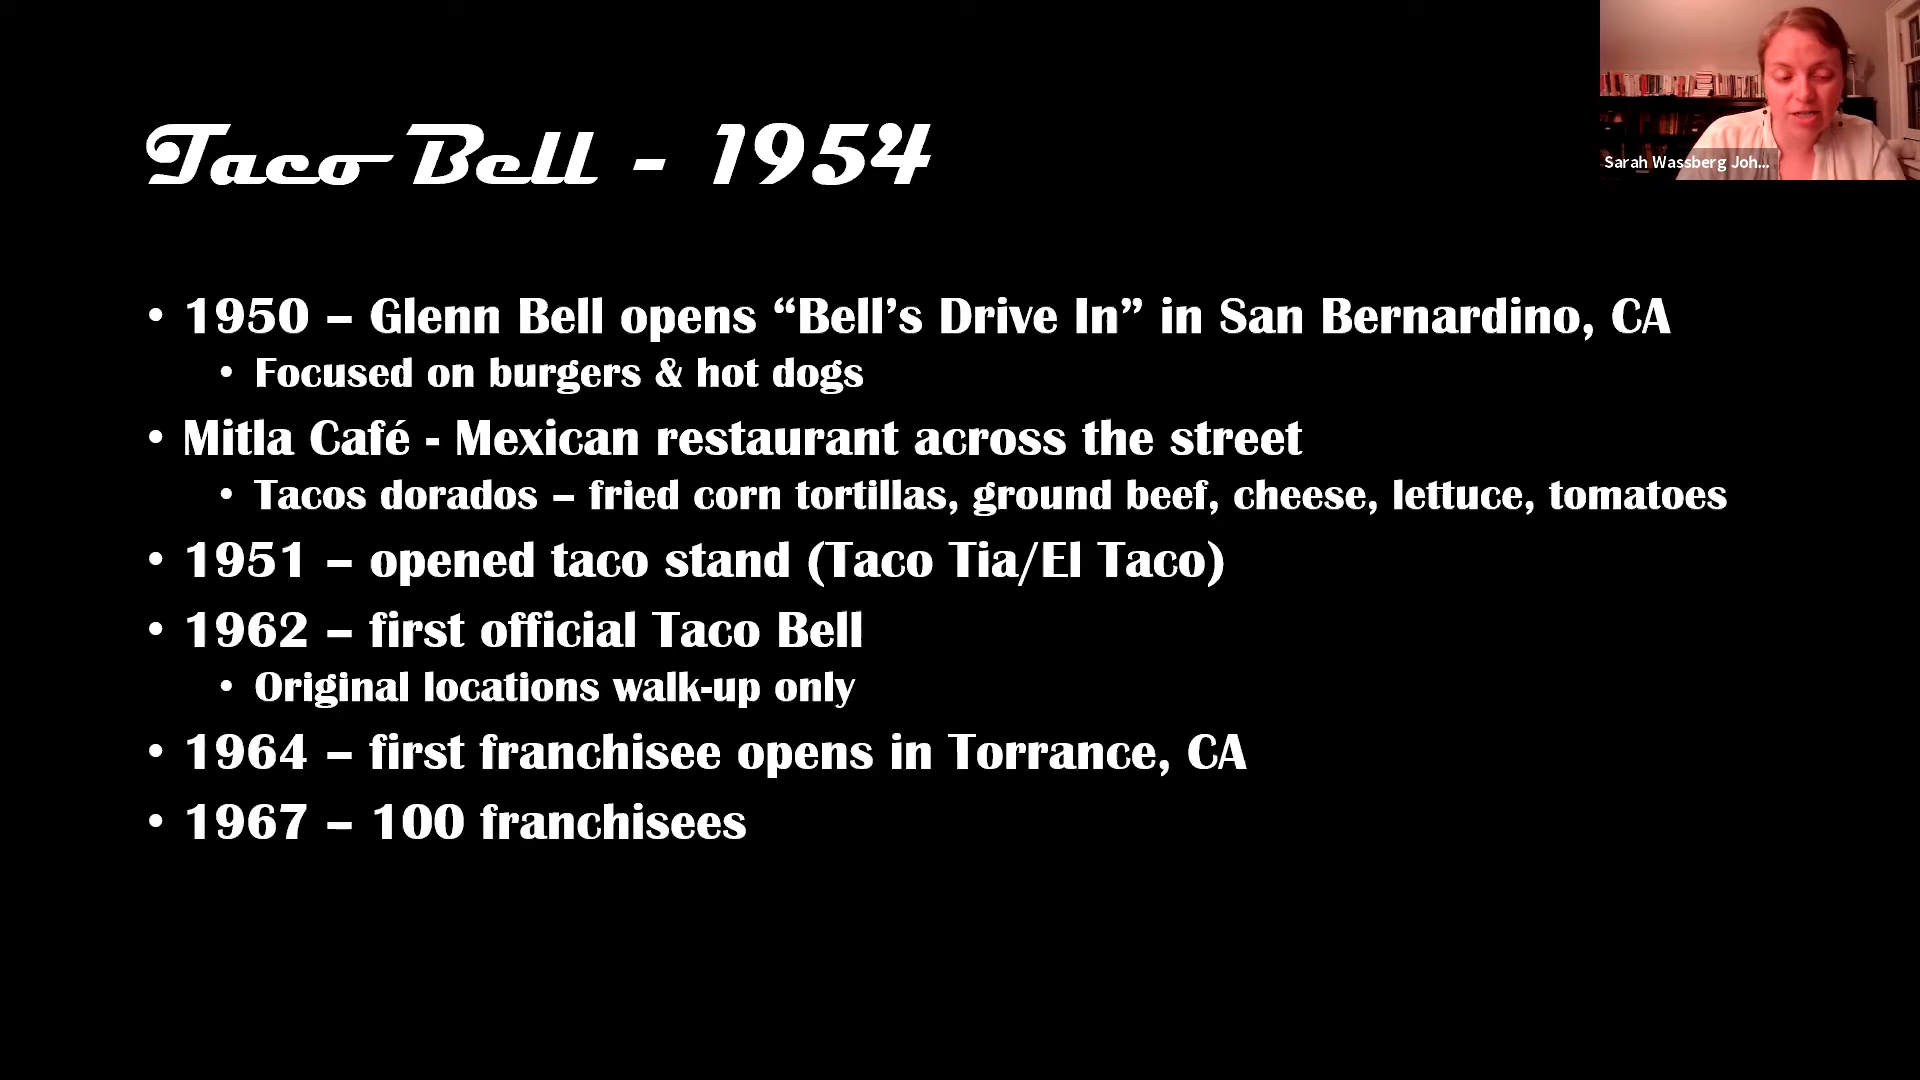 Taco Bell - 1954
Sarah Wassberg Joh...
• 1950 – Glenn Bell opens “Bell’s Drive In” in San Bernardino, CA
• Focused on burgers & hot dogs
• Mitla Café - Mexican restaurant across the street
• Tacos dorados – fried corn tortillas, ground beef, cheese, lettuce, tomatoes
• 1951 – opened taco stand (Taco Tia/El Taco)
• 1962 – first official Taco Bell
• Original locations walk-up only
• 1964 – first franchisee opens in Torrance, CA
• 1967 – 100 franchisees